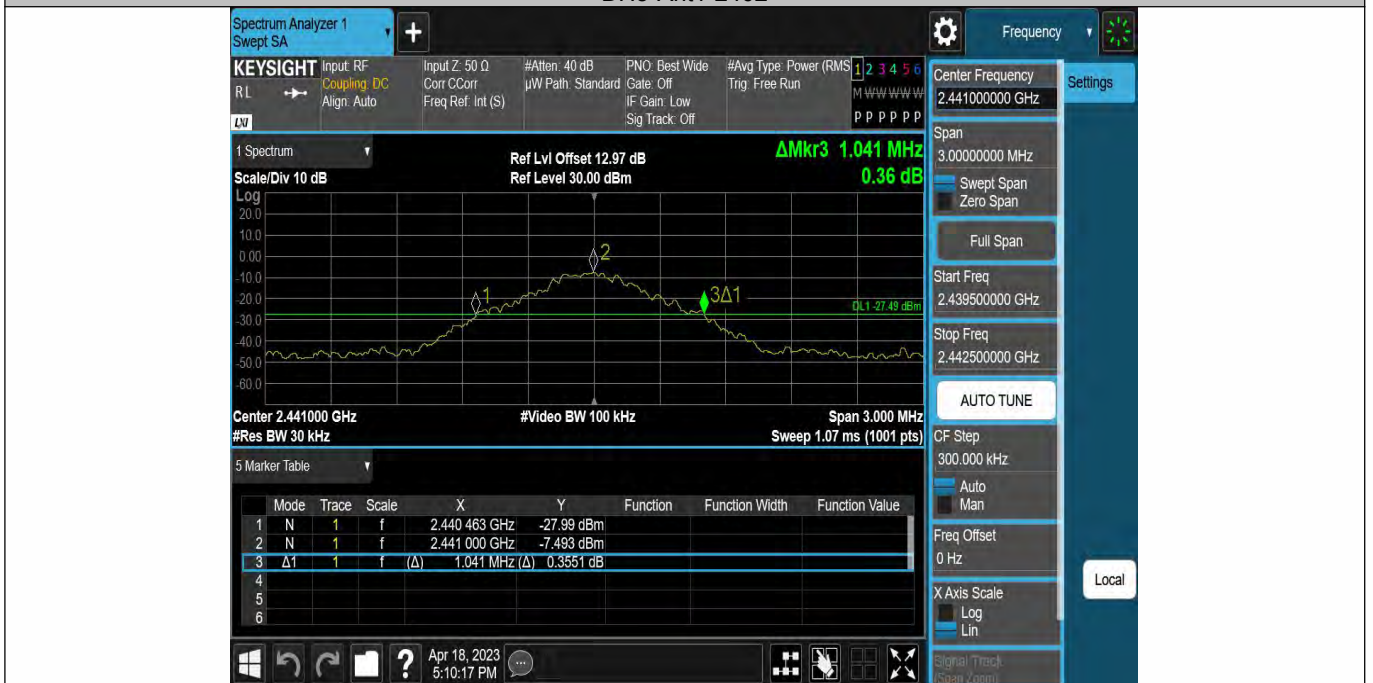 Spectrum Analyzer 1
Swept SA
+
Frequency
KEYSIGHT
RL
LXI
Input: RF
Coupling: DC
Align: Auto
Input Z: 50 Ω
Corr CCorr
Freq Ref: Int (S)
#Atten: 40 dB
µW Path: Standard
PNO: Best Wide
Gate: Off
IF Gain: Low
Sig Track: Off
#Avg Type: Power (RMS
Trig: Free Run
1 2 3 4 5 6
M W W W W W
P P P P P P
Center Frequency
2.441000000 GHz
Settings
Span
3.00000000 MHz
Swept Span
Zero Span
Full Span
Start Freq
2.439500000 GHz
Stop Freq
2.442500000 GHz
AUTO TUNE
CF Step
300.000 kHz
Auto
Man
Freq Offset
0 Hz
X Axis Scale
Log
Lin
Signal Track
(Span Zoom)
Local
1 Spectrum
Scale/Div 10 dB
Ref Lvl Offset 12.97 dB
Ref Level 30.00 dBm
ΔMkr3 1.041 MHz
0.36 dB
Log
20.0
10.0
0.00
-10.0
-20.0
-30.0
-40.0
-50.0
-60.0
1
2
3Δ1
DL1 -27.49 dBm
Center 2.441000 GHz
#Res BW 30 kHz
#Video BW 100 kHz
Span 3.000 MHz
Sweep 1.07 ms (1001 pts)
5 Marker Table
Mode Trace Scale X Y Function Function Width Function Value
1 N 1 f 2.440 463 GHz -27.99 dBm
2 N 1 f 2.441 000 GHz -7.493 dBm
3 Δ1 1 f (Δ) 1.041 MHz (Δ) 0.3551 dB
4
5
6
?
Apr 18, 2023
5:10:17 PM